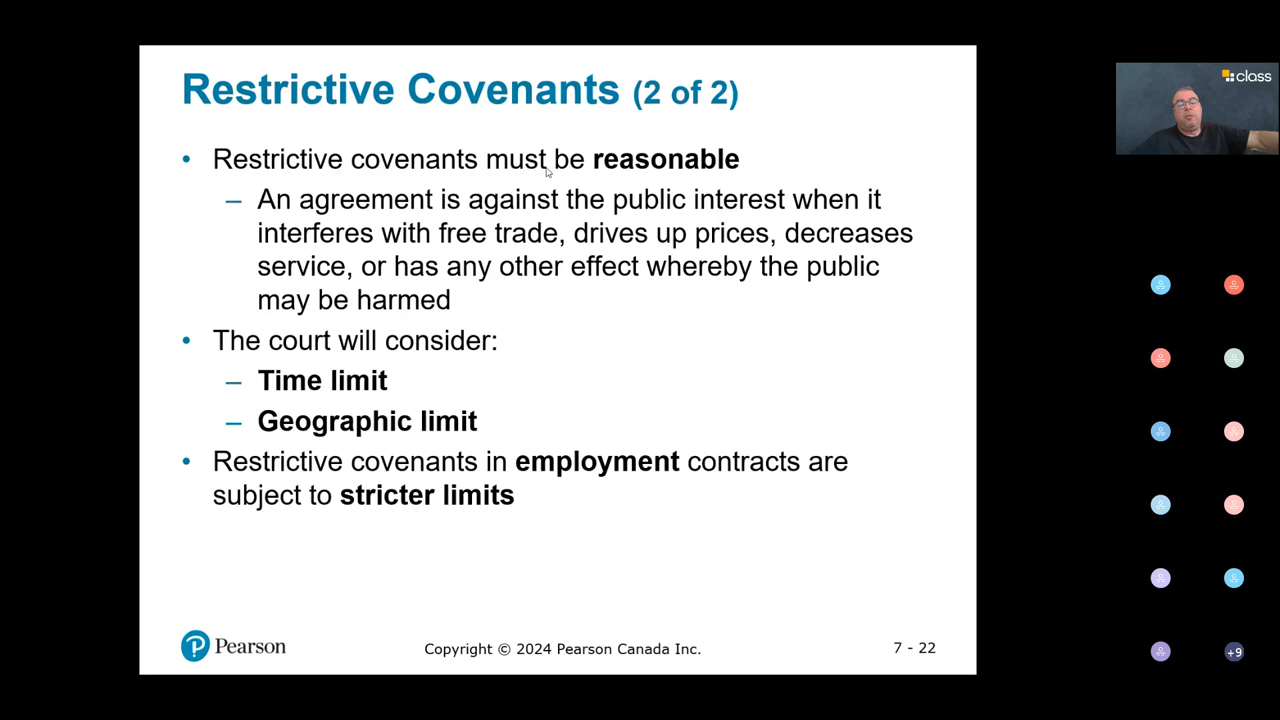 Restrictive Covenants (2 of 2)
• Restrictive covenants must be reasonable
– An agreement is against the public interest when it
interferes with free trade, drives up prices, decreases
service, or has any other effect whereby the public
may be harmed
• The court will consider:
– Time limit
– Geographic limit
• Restrictive covenants in employment contracts are
subject to stricter limits
Pearson
Copyright © 2024 Pearson Canada Inc.
7 - 22
class
+9